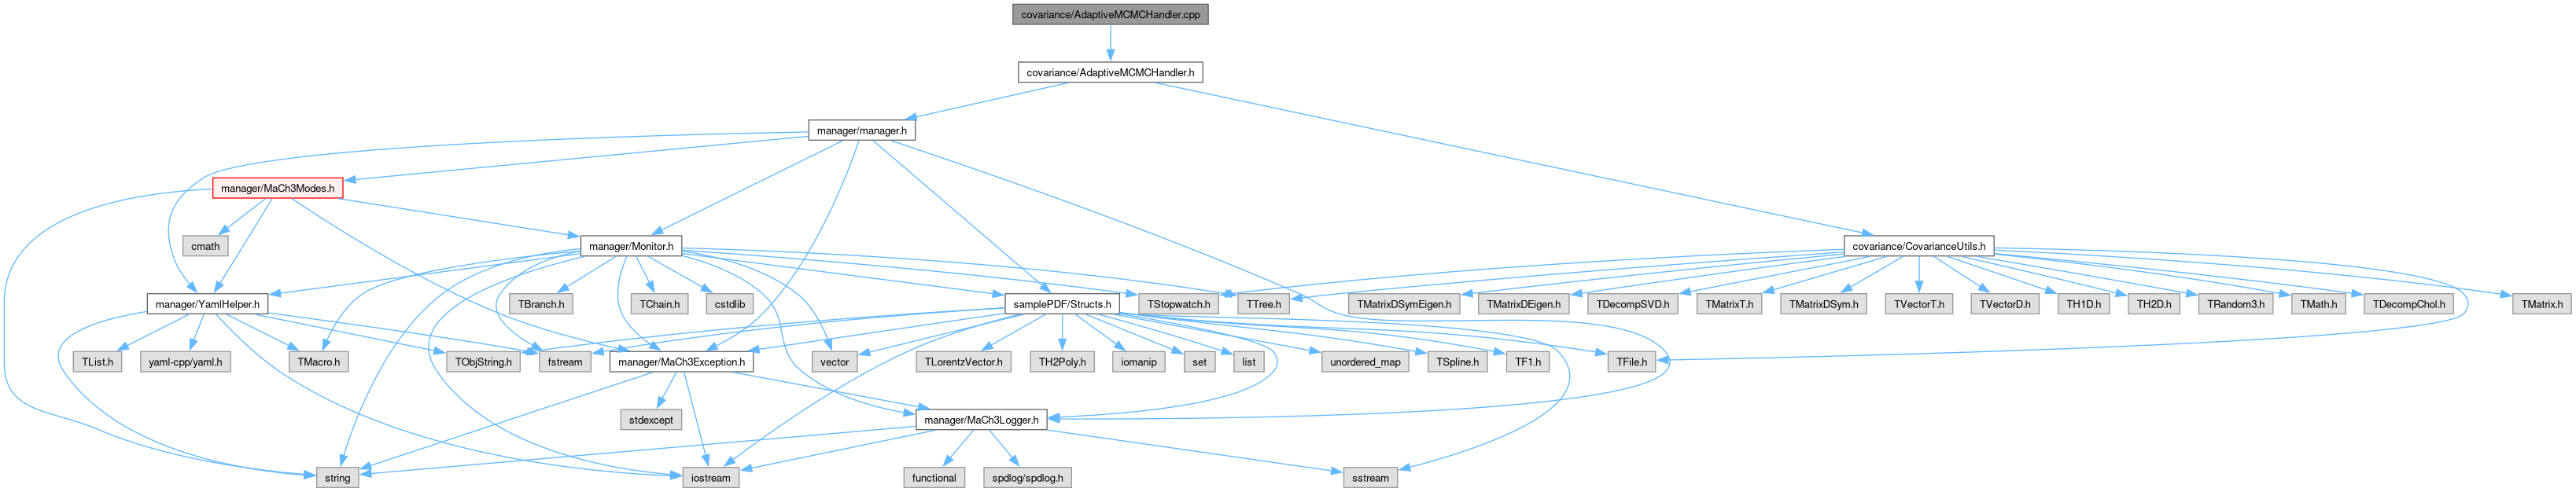 covariance/AdaptiveMCMCHandler.cpp
covariance/AdaptiveMCMCHandler.h
manager/manager.h
manager/MaCh3Modes.h
cmath
manager/Monitor.h
covariance/CovarianceUtils.h
manager/YamlHelper.h
TBranch.h
TChain.h
cstdlib
samplePDF/Structs.h
TStopwatch.h
TTree.h
TMatrixDSymEigen.h
TMatrixDEigen.h
TDecompSVD.h
TMatrixT.h
TMatrixDSym.h
TVectorT.h
TVectorD.h
TH1D.h
TH2D.h
TRandom3.h
TMath.h
TDecompChol.h
TMatrix.h
TList.h
yaml-cpp/yaml.h
TMacro.h
TObjString.h
fstream
manager/MaCh3Exception.h
vector
TLorentzVector.h
TH2Poly.h
iomanip
set
list
unordered_map
TSpline.h
TF1.h
TFile.h
stdexcept
manager/MaCh3Logger.h
string
iostream
functional
spdlog/spdlog.h
sstream